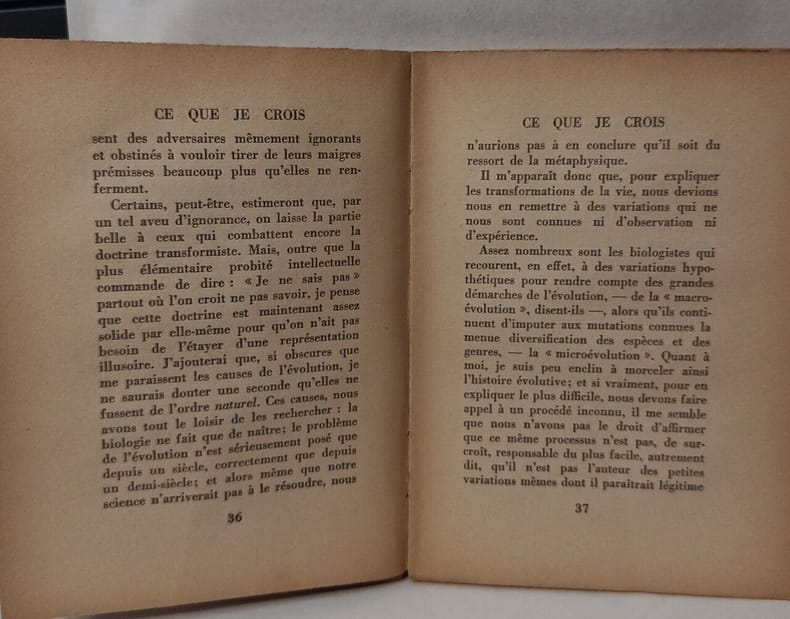 CE QUE JE CROIS
sent des adversaires mêmement ignorants
et obstinés à vouloir tirer de leurs maigres
prémisses beaucoup plus qu'elles ne ren-
ferment.
Certains, peut-être, estimeront que, par
un tel aveu d'ignorance, on laisse la partie
belle à ceux qui combattent encore la
doctrine transformiste. Mais, outre que la
plus élémentaire probité intellectuelle
commande de dire : « Je ne sais pas »
partout où l'on croit ne pas savoir, je pense
que cette doctrine est maintenant assez
solide par elle-même pour qu'on n'ait pas
besoin de l'étayer d'une représentation
illusoire. J'ajouterai que, si obscures que
me paraissent les causes de l'évolution, je
ne saurais douter une seconde qu'elles ne
fussent de l'ordre naturel. Ces causes, nous
avons tout le loisir de les rechercher : la
biologie ne fait que de naître; le problème
de l'évolution n'est sérieusement posé que
depuis un siècle, correctement que depuis
un demi-siècle; et alors même que notre
science n'arriverait pas à le résoudre, nous
36
CE QUE JE CROIS
n'aurions pas à en conclure qu'il soit du
ressort de la métaphysique.
Il m'apparaît donc que, pour expliquer
les transformations de la vie, nous devions
nous en remettre à des variations qui ne
nous sont connues ni d'observation ni
d'expérience.
Assez nombreux sont les biologistes qui
recourent, en effet, à des variations hypo-
thétiques pour rendre compte des grandes
démarches de l'évolution, — de la « macro-
évolution », disent-ils —, alors qu'ils conti-
nuent d'imputer aux mutations connues la
menue diversification des espèces et des
genres, — la « microévolution ». Quant à
moi, je suis peu enclin à morceler ainsi
l'histoire évolutive; et si vraiment, pour en
expliquer le plus difficile, nous devons faire
appel à un procédé inconnu, il me semble
que nous n'avons pas le droit d'affirmer
que ce même processus n'est pas, de sur-
croît, responsable du plus facile, autrement
dit, qu'il n'est pas l'auteur des petites
variations mêmes dont il paraîtrait légitime
37